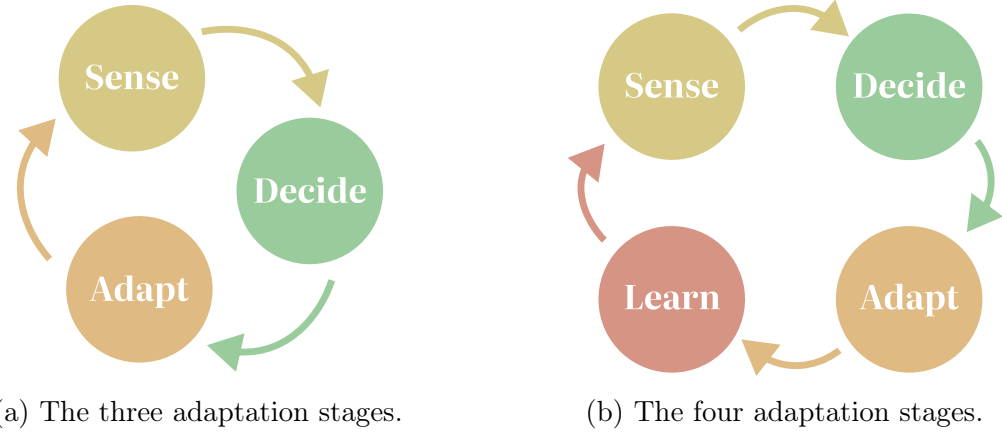 Sense
Decide
Adapt
(a) The three adaptation stages.
Sense
Decide
Learn
Adapt
(b) The four adaptation stages.